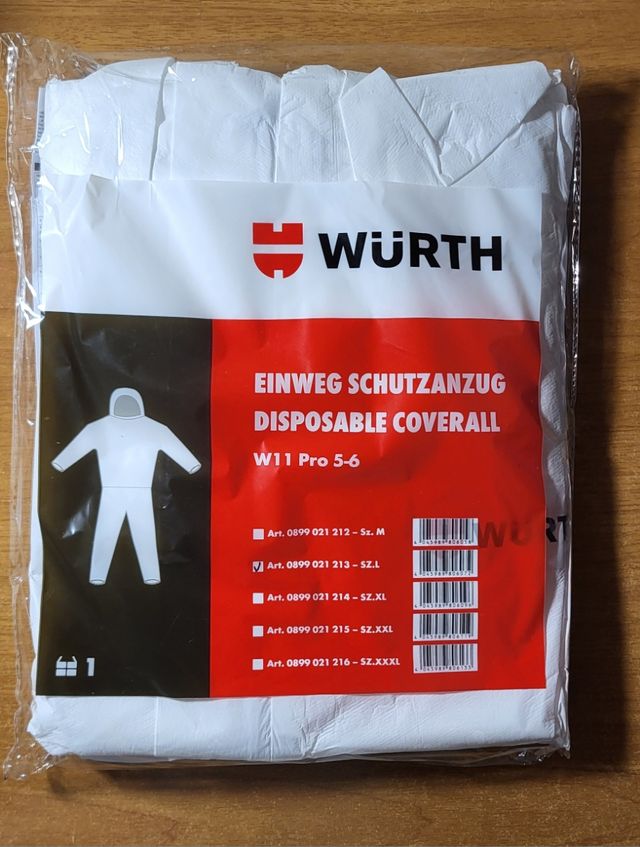 WÜRTH
EINWEG SCHUTZANZUG
DISPOSABLE COVERALL
W11 Pro 5-6
Art. 0899 021 212 – Sz. M
Art. 0899 021 213 – SZ.L
Art. 0899 021 214 – SZ.XL
Art. 0899 021 215 – SZ.XXL
Art. 0899 021 216 – SZ.XXXL
WÜRT
1